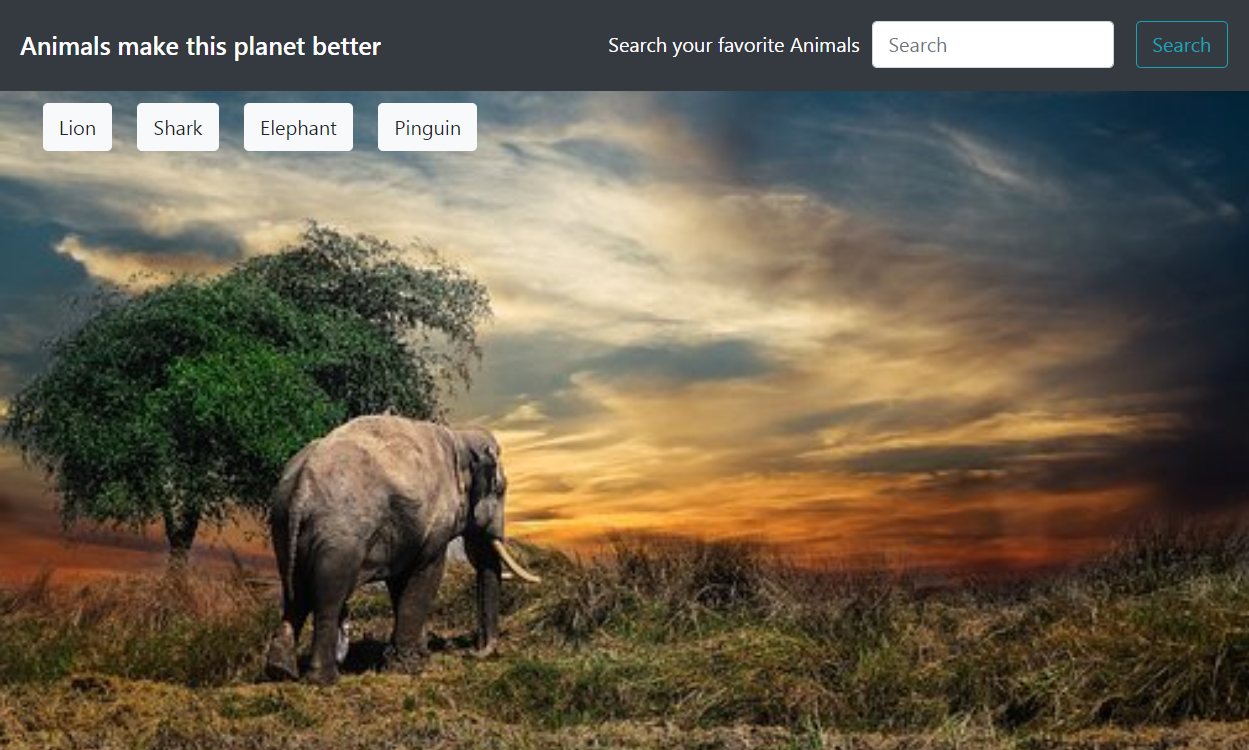 Animals make this planet better
Search your favorite Animals
Search
Search
Lion
Shark
Elephant
Pinguin